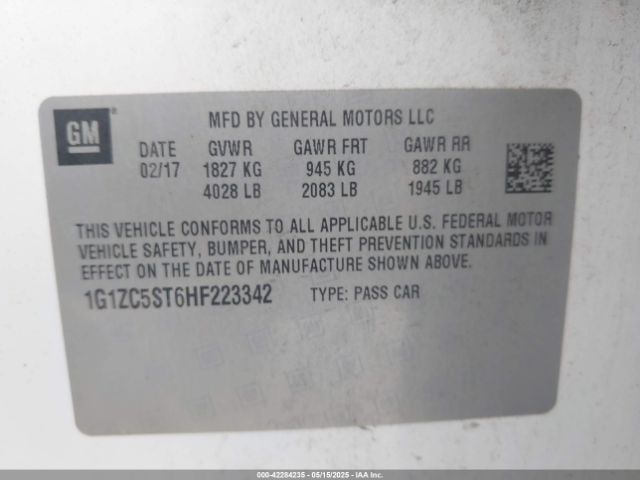 GM
MFD BY GENERAL MOTORS LLC
DATE GVWR GAWR FRT GAWR RR
02/17 1827 KG 945 KG 882 KG
4028 LB 2083 LB 1945 LB
THIS VEHICLE CONFORMS TO ALL APPLICABLE U.S. FEDERAL MOTOR
VEHICLE SAFETY, BUMPER, AND THEFT PREVENTION STANDARDS IN
EFFECT ON THE DATE OF MANUFACTURE SHOWN ABOVE.
1G1ZC5ST6HF223342 TYPE: PASS CAR
000-42284235 - 05/15/2025 - IAAI.COM